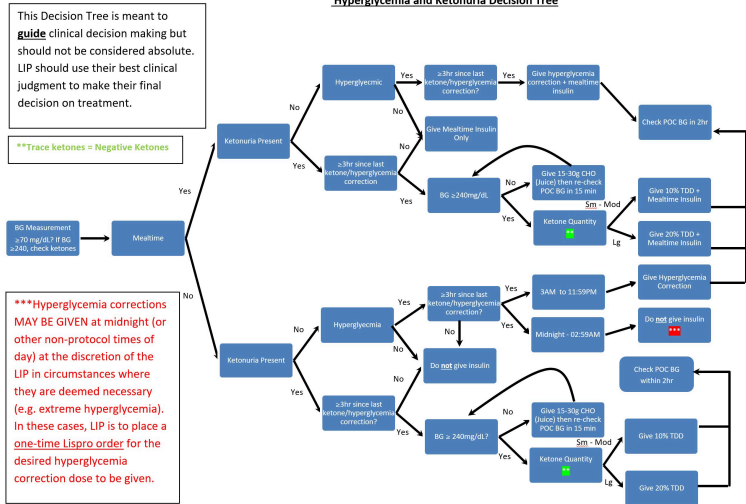 Hyperglycemia and Ketonuria Decision Tree
This Decision Tree is meant to
guide clinical decision making but
should not be considered absolute.
LIP should use their best clinical
judgment to make their final
decision on treatment.
**Trace ketones = Negative Ketones
BG Measurement
≥70 mg/dL? If BG
≥240, check ketones
Mealtime
Yes
No
Ketonuria Present
No
Yes
Hyperglyecmic
Yes
No
≥3hr since last
ketone/hyperglycemia
correction?
Yes
Give hyperglycemia
correction + mealtime
insulin
Check POC BG in 2hr
Give Mealtime Insulin
Only
≥3hr since last
ketone/hyperglycemia
correction
No
Yes
BG ≥240mg/dL
No
Yes
Give 15-30g CHO
(Juice) then re-check
POC BG in 15 min
Ketone Quantity
**
Sm - Mod
Lg
Give 10% TDD +
Mealtime Insulin
Give 20% TDD +
Mealtime Insulin
***Hyperglycemia corrections
MAY BE GIVEN at midnight (or
other non-protocol times of
day) at the discretion of the
LIP in circumstances where
they are deemed necessary
(e.g. extreme hyperglycemia).
In these cases, LIP is to place a
one-time Lispro order for the
desired hyperglycemia
correction dose to be given.
Ketonuria Present
No
Yes
Hyperglycmia
Yes
No
≥3hr since last
ketone/hyperglycemia
correction?
Yes
Yes
No
3AM to 11:59PM
Give Hyperglycemia
Correction
Midnight - 02:59AM
Do not give insulin
***
Do not give insulin
≥3hr since last
ketone/hyperglycemia
correction?
No
Yes
BG ≥ 240mg/dL?
No
Yes
Give 15-30g CHO
(Juice) then re-check
POC BG in 15 min
Ketone Quantity
**
Sm - Mod
Lg
Give 10% TDD
Give 20% TDD
Check POC BG
within 2hr